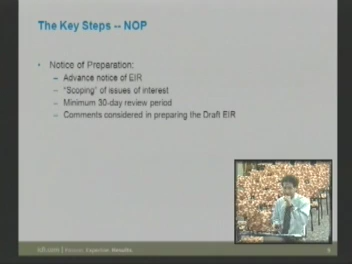 The Key Steps -- NOP
• Notice of Preparation:
– Advance notice of EIR
– "Scoping" of issues of interest
– Minimum 30-day review period
– Comments considered in preparing the Draft EIR